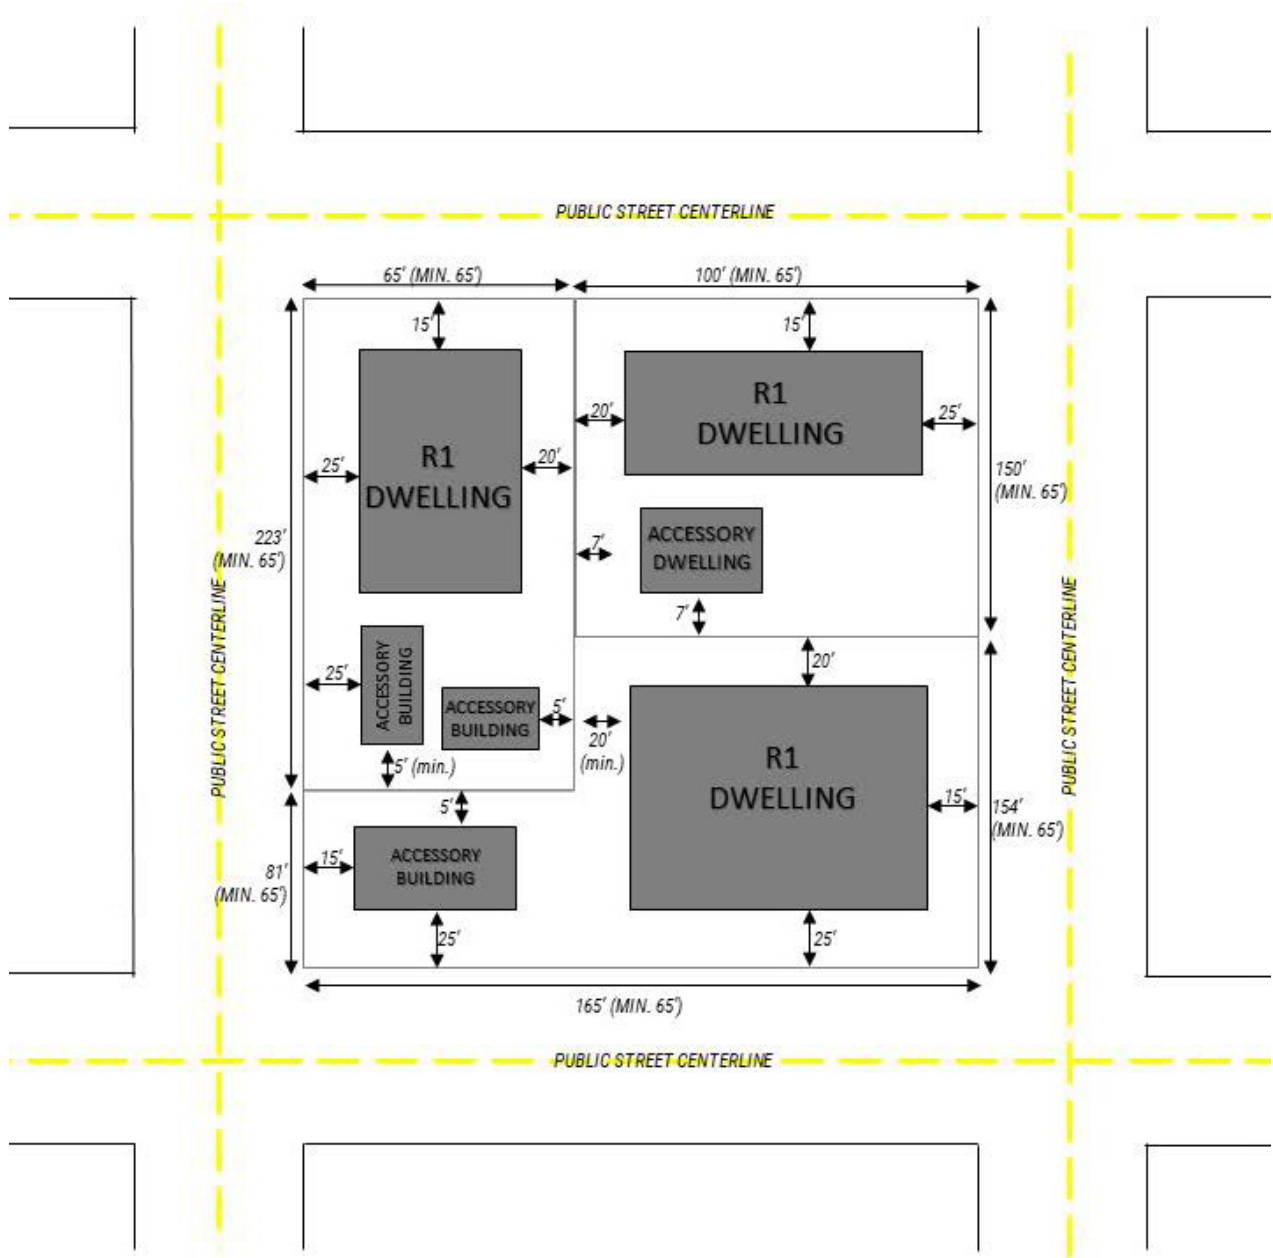 PUBLIC STREET CENTERLINE
65' (MIN. 65')
100' (MIN. 65')
15'
15'
R1
DWELLING
20'
25'
R1
DWELLING
25'
20'
150'
(MIN. 65')
223'
(MIN. 65')
7'
ACCESSORY
DWELLING
7'
PUBLIC STREET CENTERLINE
PUBLIC STREET CENTERLINE
25'
ACCESSORY
BUILDING
ACCESSORY
BUILDING
5'
20'
20'
(min.)
5' (min.)
R1
DWELLING
5'
15'
154'
(MIN. 65')
81'
(MIN. 65')
15'
ACCESSORY
BUILDING
25'
25'
165' (MIN. 65')
PUBLIC STREET CENTERLINE